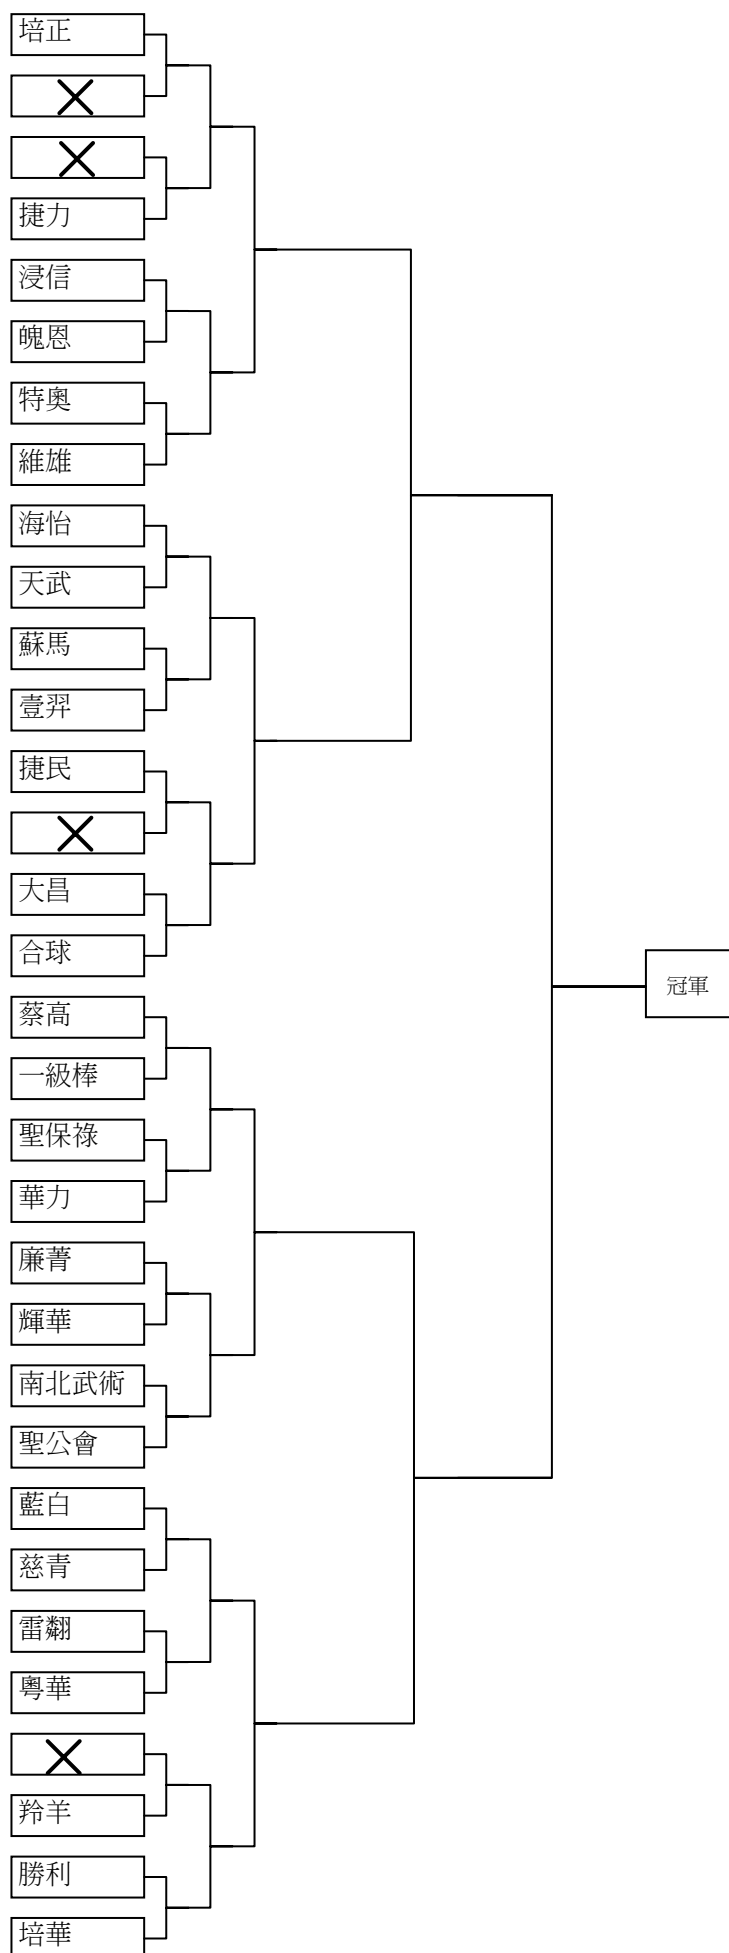 培正
捷力
浸信
魄恩
特奧
維雄
海怡
天武
蘇馬
壹羿
捷民
大昌
合球
冠軍
蔡高
一級棒
聖保祿
華力
廉菁
輝華
南北武術
聖公會
藍白
慈青
雷翔
粵華
羚羊
勝利
培華